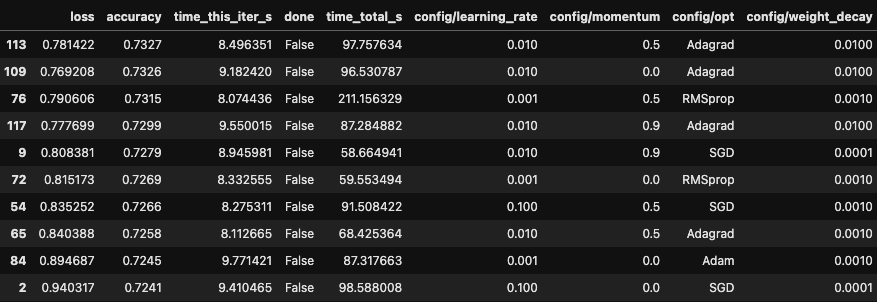 loss accuracy time_this_iter_s done time_total_s config/learning_rate config/momentum config/opt config/weight_decay
113 0.781422 0.7327 8.496351 False 97.757634 0.010 0.5 Adagrad 0.0100
109 0.769208 0.7326 9.182420 False 96.530787 0.010 0.0 Adagrad 0.0100
76 0.790606 0.7315 8.074436 False 211.156329 0.001 0.5 RMSprop 0.0010
117 0.777699 0.7299 9.550015 False 87.284882 0.010 0.9 Adagrad 0.0100
9 0.808381 0.7279 8.945981 False 58.664941 0.010 0.9 SGD 0.0001
72 0.815173 0.7269 8.332555 False 59.553494 0.001 0.0 RMSprop 0.0010
54 0.835252 0.7266 8.275311 False 91.508422 0.100 0.5 SGD 0.0010
65 0.840388 0.7258 8.112665 False 68.425364 0.010 0.5 Adagrad 0.0010
84 0.894687 0.7245 9.771421 False 87.317663 0.001 0.0 Adam 0.0010
2 0.940317 0.7241 9.410465 False 98.588008 0.100 0.0 SGD 0.0001